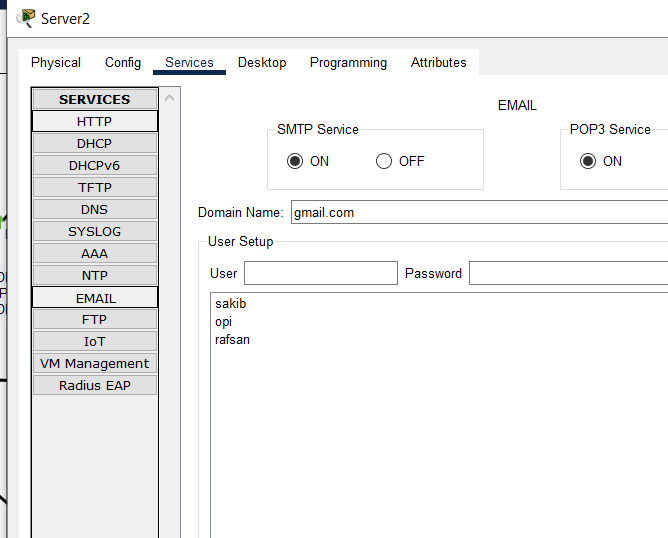 Server2
Physical Config Services Desktop Programming Attributes
SERVICES
HTTP
DHCP
DHCPv6
TFTP
DNS
SYSLOG
AAA
NTP
EMAIL
FTP
IoT
VM Management
Radius EAP
EMAIL
SMTP Service
ON OFF
POP3 Service
ON
Domain Name: gmail.com
User Setup
User Password
sakib
opi
rafsan